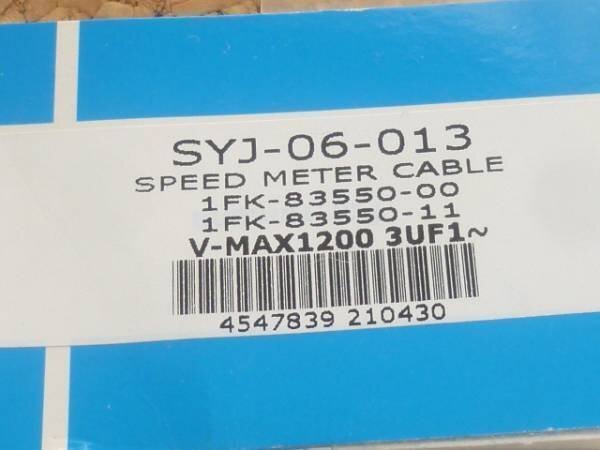 SYJ-06-013
SPEED METER CABLE
1FK-83550-00
1FK-83550-11
V-MAX1200 3UF1~
4547839 210430